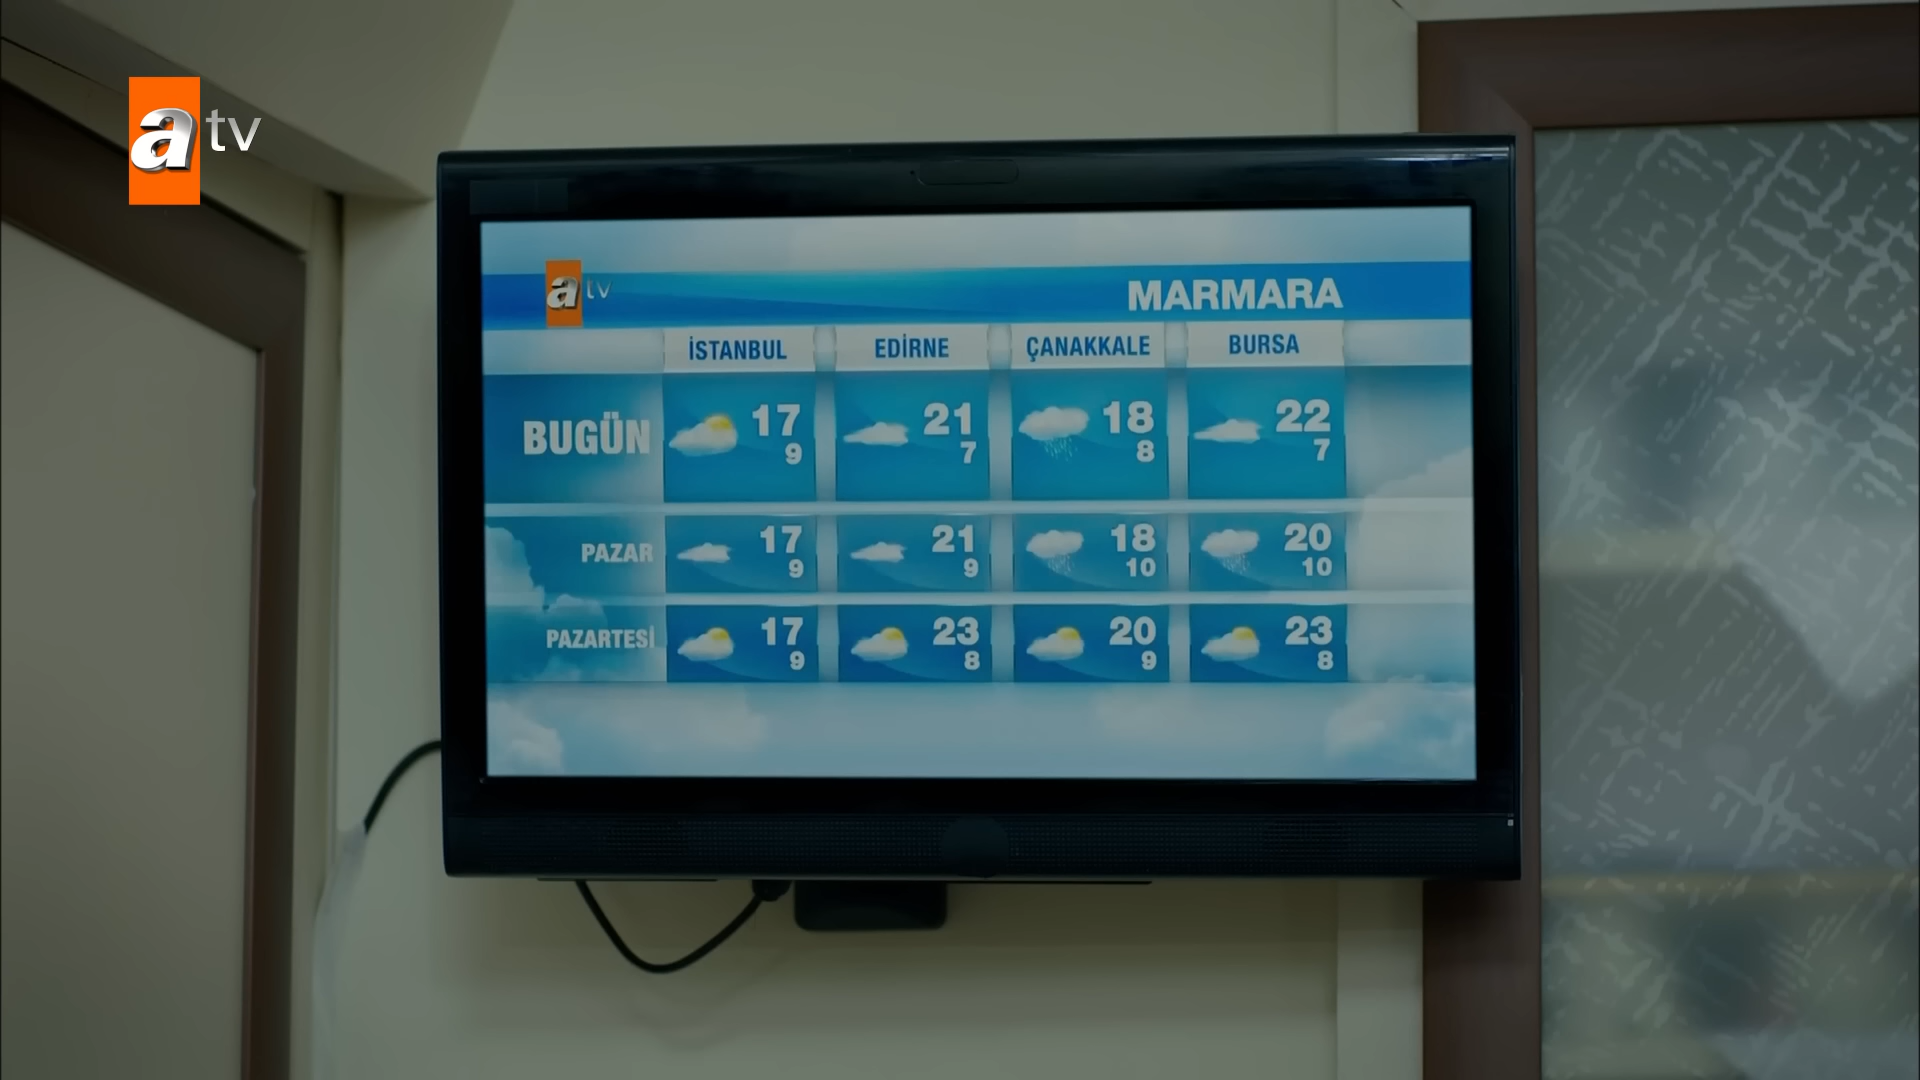 atv
atv
MARMARA
İSTANBUL EDİRNE ÇANAKKALE BURSA
BUGÜN 17 9 21 7 18 8 22 7
PAZAR 17 9 21 9 18 10 20 10
PAZARTESİ 17 9 23 8 20 9 23 8